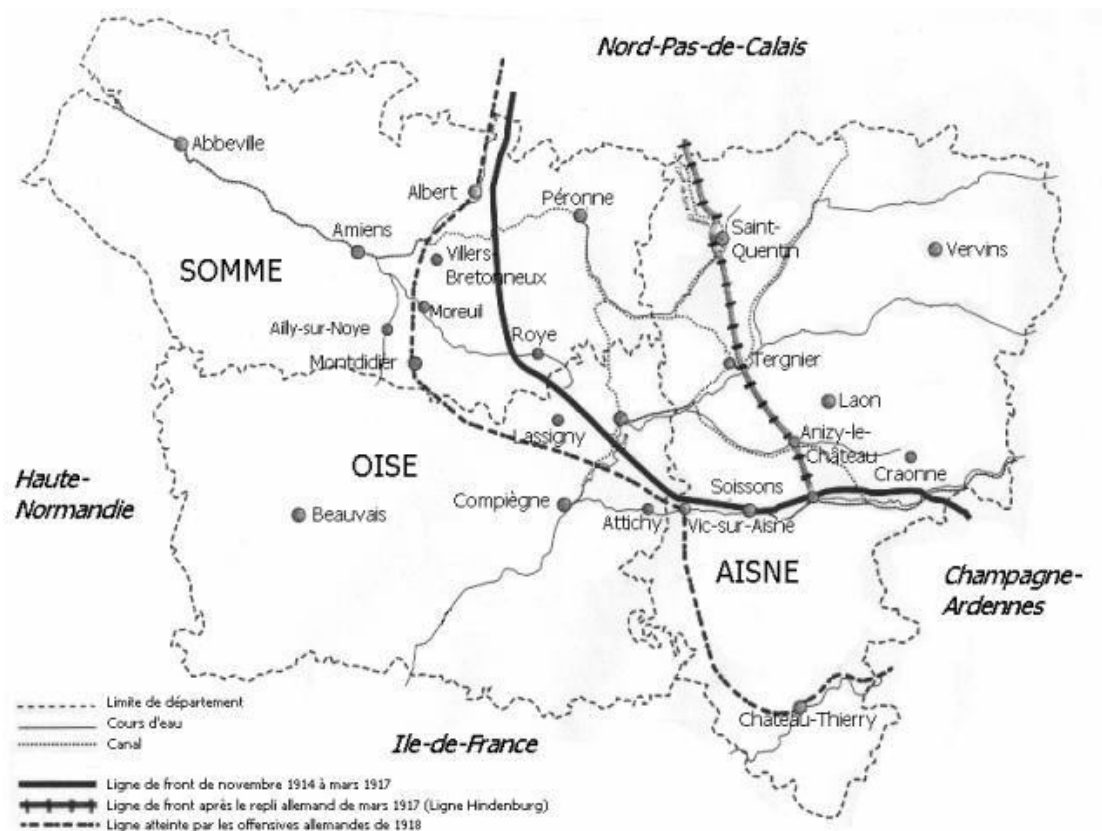 Nord-Pas-de-Calais
Abbeville
Albert
Péronne
Amiens
Villers-
Bretonneux
Saint-
Quentin
Vervins
SOMME
Moreuil
Ailly-sur-Noye
Roye
Montdidier
Tergnier
Laon
Lassigny
Anizy-le-
Château
Craonne
OISE
Haute-
Normandie
Soissons
Compiègne
Beauvais
Attichy
Vic-sur-Aisne
AISNE
Champagne-
Ardennes
Château-Thierry
Ile-de-France
Limite de département
Cours d'eau
Canal
Ligne de front de novembre 1914 à mars 1917
Ligne de front après le repli allemand de mars 1917 (Ligne Hindenburg)
Ligne atteinte par les offensives allemandes de 1918